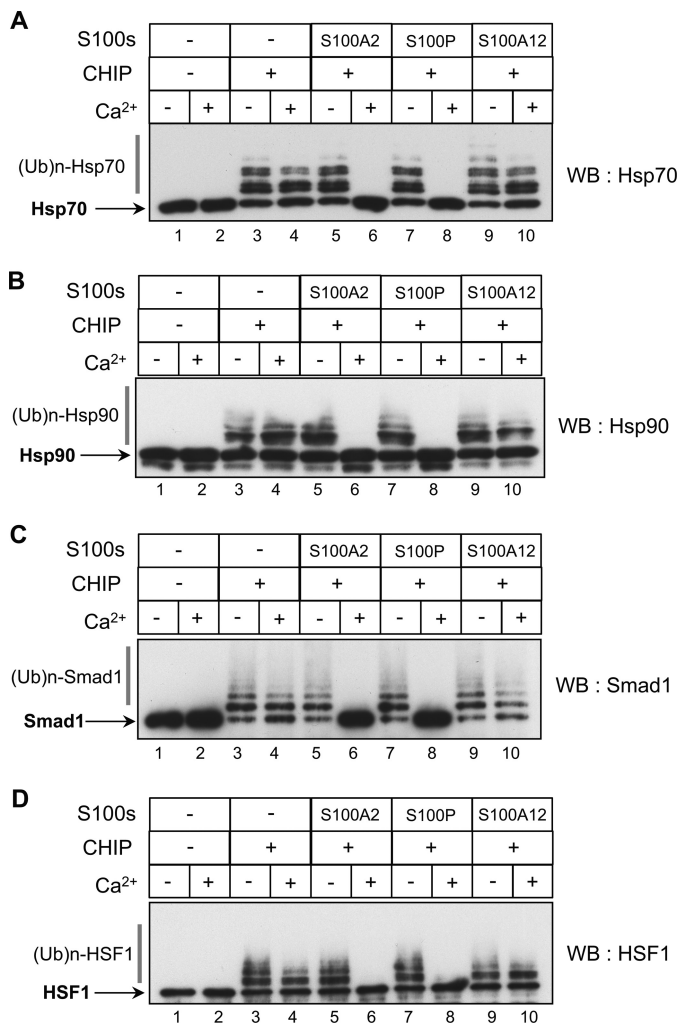 A
S100s - - S100A2 S100P S100A12
CHIP - + + + +
Ca2+ - + - + - + - + - +
(Ub)n-Hsp70
Hsp70
WB : Hsp70
1 2 3 4 5 6 7 8 9 10
B
S100s - - S100A2 S100P S100A12
CHIP - + + + +
Ca2+ - + - + - + - + - +
(Ub)n-Hsp90
Hsp90
WB : Hsp90
1 2 3 4 5 6 7 8 9 10
C
S100s - - S100A2 S100P S100A12
CHIP - + + + +
Ca2+ - + - + - + - + - +
(Ub)n-Smad1
Smad1
WB : Smad1
1 2 3 4 5 6 7 8 9 10
D
S100s - - S100A2 S100P S100A12
CHIP - + + + +
Ca2+ - + - + - + - + - +
(Ub)n-HSF1
HSF1
WB : HSF1
1 2 3 4 5 6 7 8 9 10